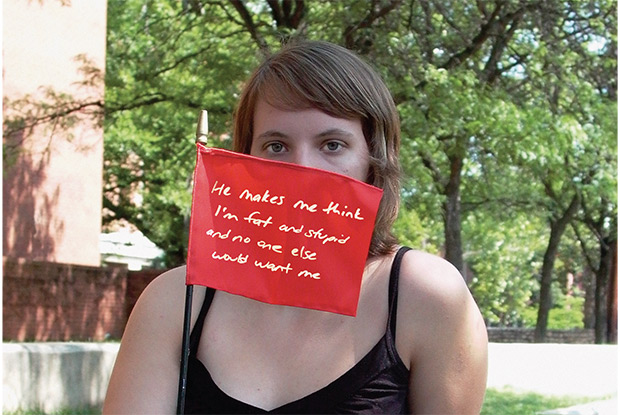 He makes me think
I'm fat and stupid
and no one else
would want me